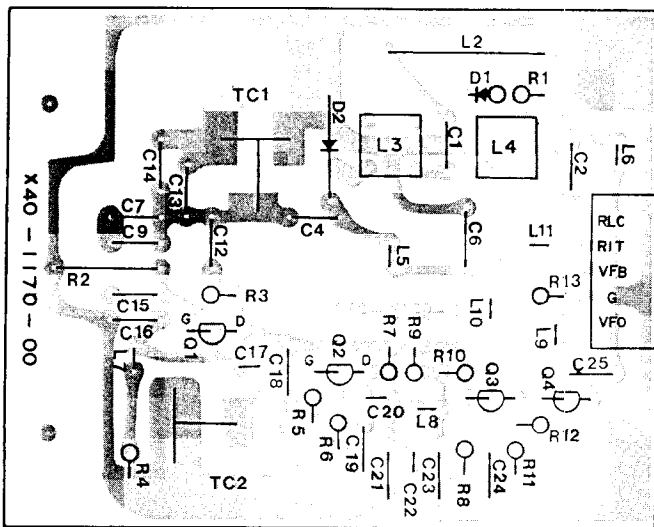 L2
D1
R1
TC1
D2
L3
C1
L4
C2
L6
C14
C13
C7
C9
C12
C4
C6
L5
L11
RLC
RIT
VFB
G
VFO
X40-1170-00
R2
R3
R13
C15
C16
G
D
Q1
L10
L9
L7
C17
C18
G
Q2
D
R7
R9
R10
Q3
Q4
C25
R5
R6
C20
L8
R12
R4
TC2
C19
C21
C22
C23
R8
C24
R11